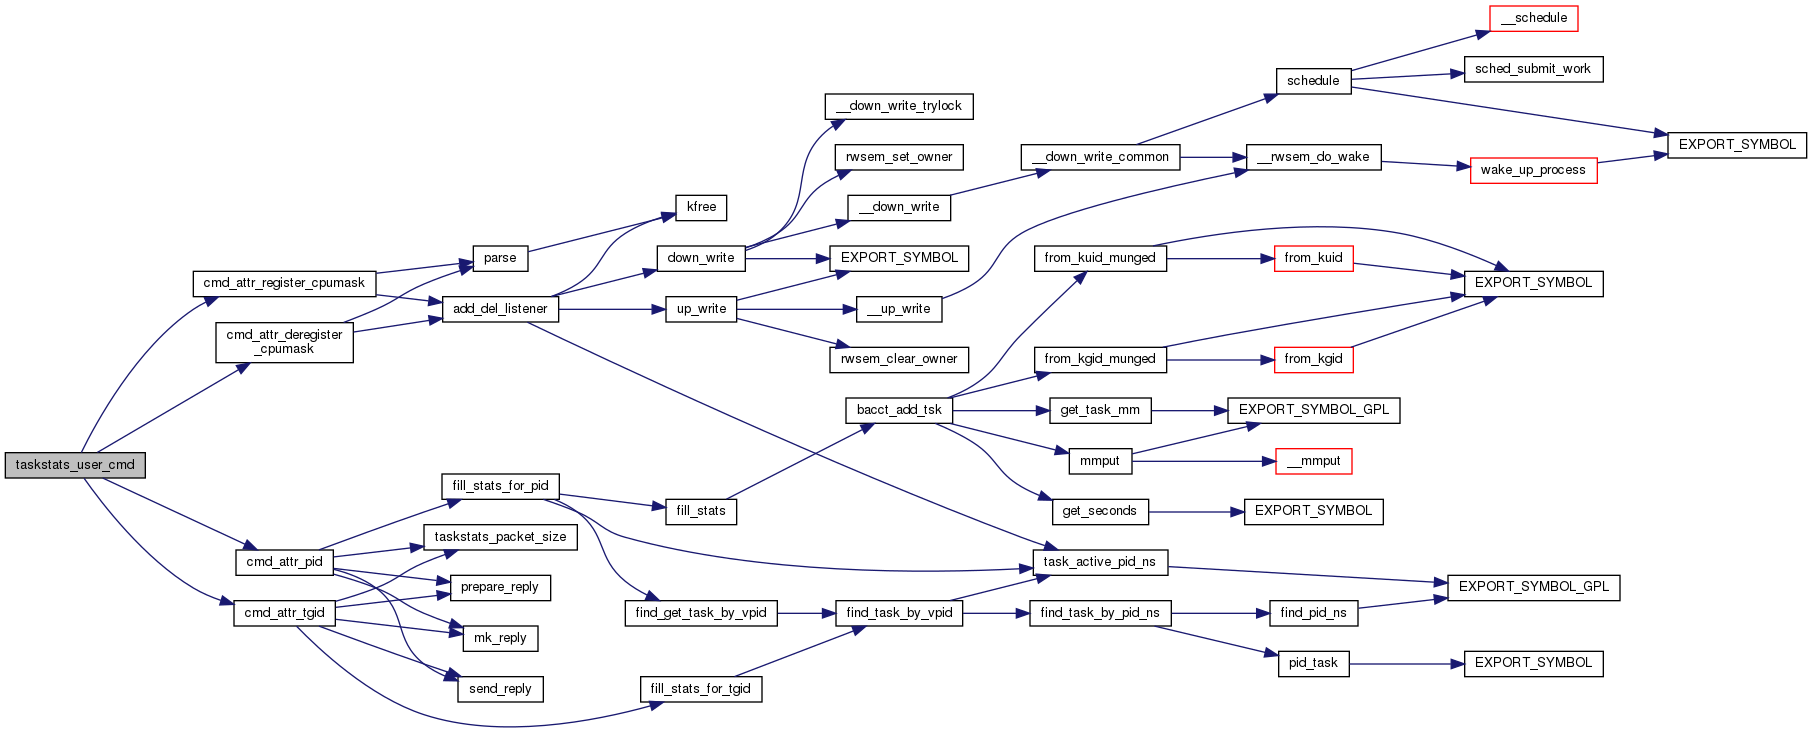 __schedule
sched_submit_work
schedule
__down_write_trylock
EXPORT_SYMBOL
rwsem_set_owner
__down_write_common
__rwsem_do_wake
wake_up_process
kfree
__down_write
parse
down_write
EXPORT_SYMBOL
from_kuid_munged
from_kuid
cmd_attr_register_cpumask
EXPORT_SYMBOL
add_del_listener
up_write
__up_write
cmd_attr_deregister
_cpumask
rwsem_clear_owner
from_kgid_munged
from_kgid
bacct_add_tsk
get_task_mm
EXPORT_SYMBOL_GPL
taskstats_user_cmd
mmput
__mmput
fill_stats_for_pid
fill_stats
get_seconds
EXPORT_SYMBOL
taskstats_packet_size
cmd_attr_pid
task_active_pid_ns
prepare_reply
EXPORT_SYMBOL_GPL
cmd_attr_tgid
find_get_task_by_vpid
find_task_by_vpid
find_task_by_pid_ns
find_pid_ns
mk_reply
pid_task
EXPORT_SYMBOL
send_reply
fill_stats_for_tgid